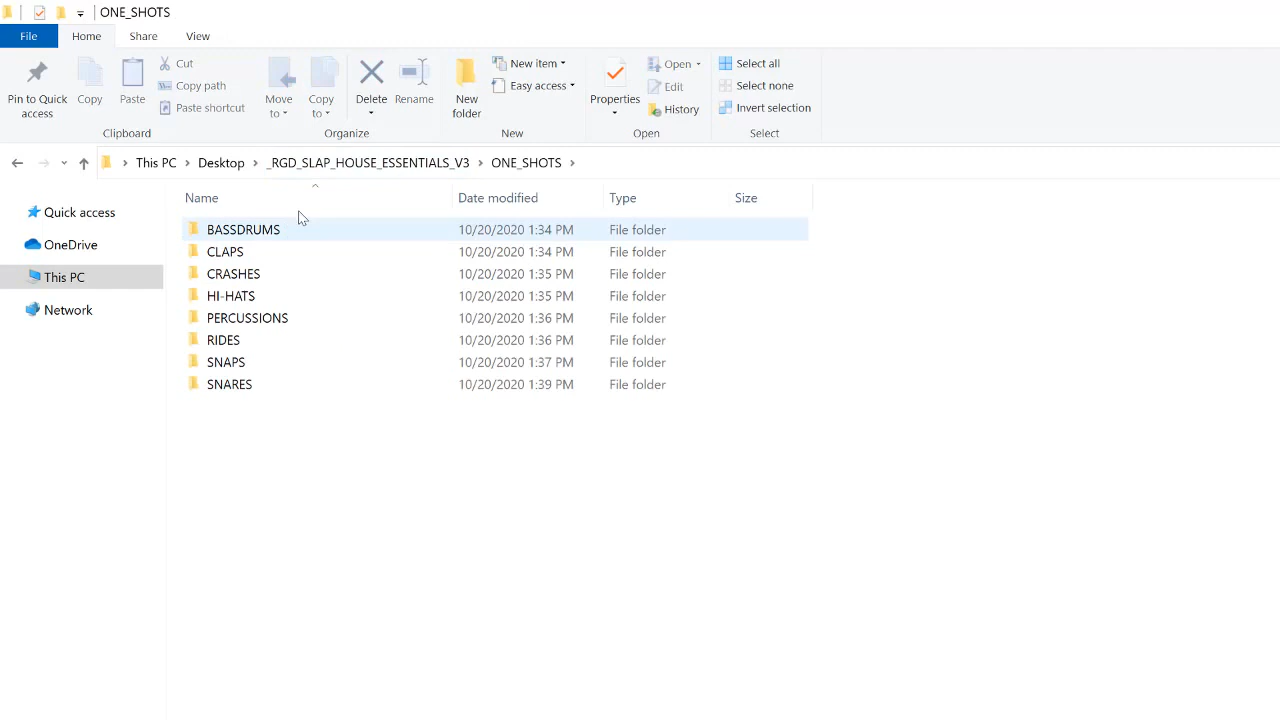 ONE_SHOTS
File Home Share View
Pin to Quick access
Copy
Paste
Cut
Copy path
Paste shortcut
Clipboard
Move to
Copy to
Delete
Rename
Organize
New folder
New item
Easy access
New
Properties
Open
Edit
History
Open
Select all
Select none
Invert selection
Select
This PC > Desktop > _RGD_SLAP_HOUSE_ESSENTIALS_V3 > ONE_SHOTS >
Quick access
OneDrive
This PC
Network
Name Date modified Type Size
BASSDRUMS 10/20/2020 1:34 PM File folder
CLAPS 10/20/2020 1:34 PM File folder
CRASHES 10/20/2020 1:35 PM File folder
HI-HATS 10/20/2020 1:35 PM File folder
PERCUSSIONS 10/20/2020 1:36 PM File folder
RIDES 10/20/2020 1:36 PM File folder
SNAPS 10/20/2020 1:37 PM File folder
SNARES 10/20/2020 1:39 PM File folder